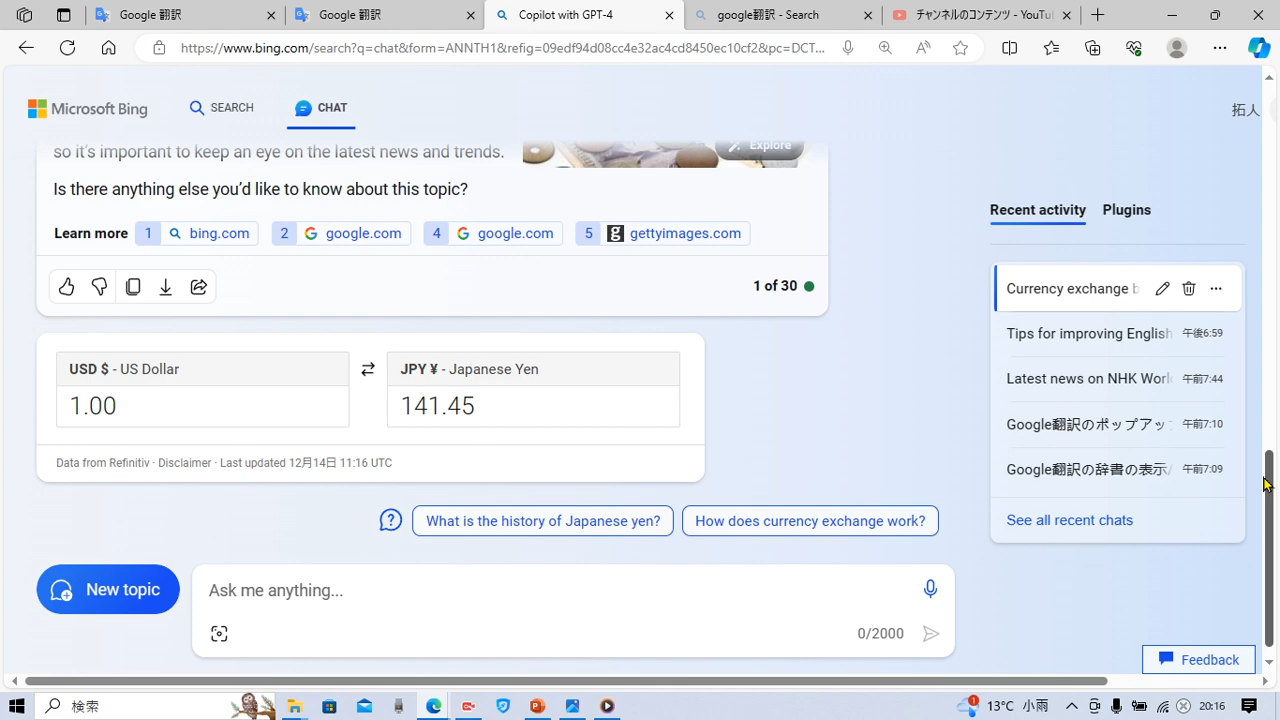 Google 翻訳
Google 翻訳
Copilot with GPT-4
google翻訳 - Search
チャンネルのコンテンツ - YouTu
https://www.bing.com/search?q=chat&form=ANNTH1&refig=09edf94d08cc4e32ac4cd8450ec10cf2&pc=DCT...
Microsoft Bing
SEARCH
CHAT
拓人
so it's important to keep an eye on the latest news and trends.
Explore
Is there anything else you'd like to know about this topic?
Learn more
1 bing.com
2 google.com
4 google.com
5 gettyimages.com
1 of 30
USD $ - US Dollar
JPY ¥ - Japanese Yen
1.00
141.45
Data from Refinitiv · Disclaimer · Last updated 12月14日 11:16 UTC
What is the history of Japanese yen?
How does currency exchange work?
New topic
Ask me anything...
0/2000
Recent activity
Plugins
Currency exchange b
Tips for improving English 午後6:59
Latest news on NHK Worl 午前7:44
Google翻訳のポップアップ 午前7:10
Google翻訳の辞書の表示 午前7:09
See all recent chats
Feedback
検索
1
13°C 小雨
20:16